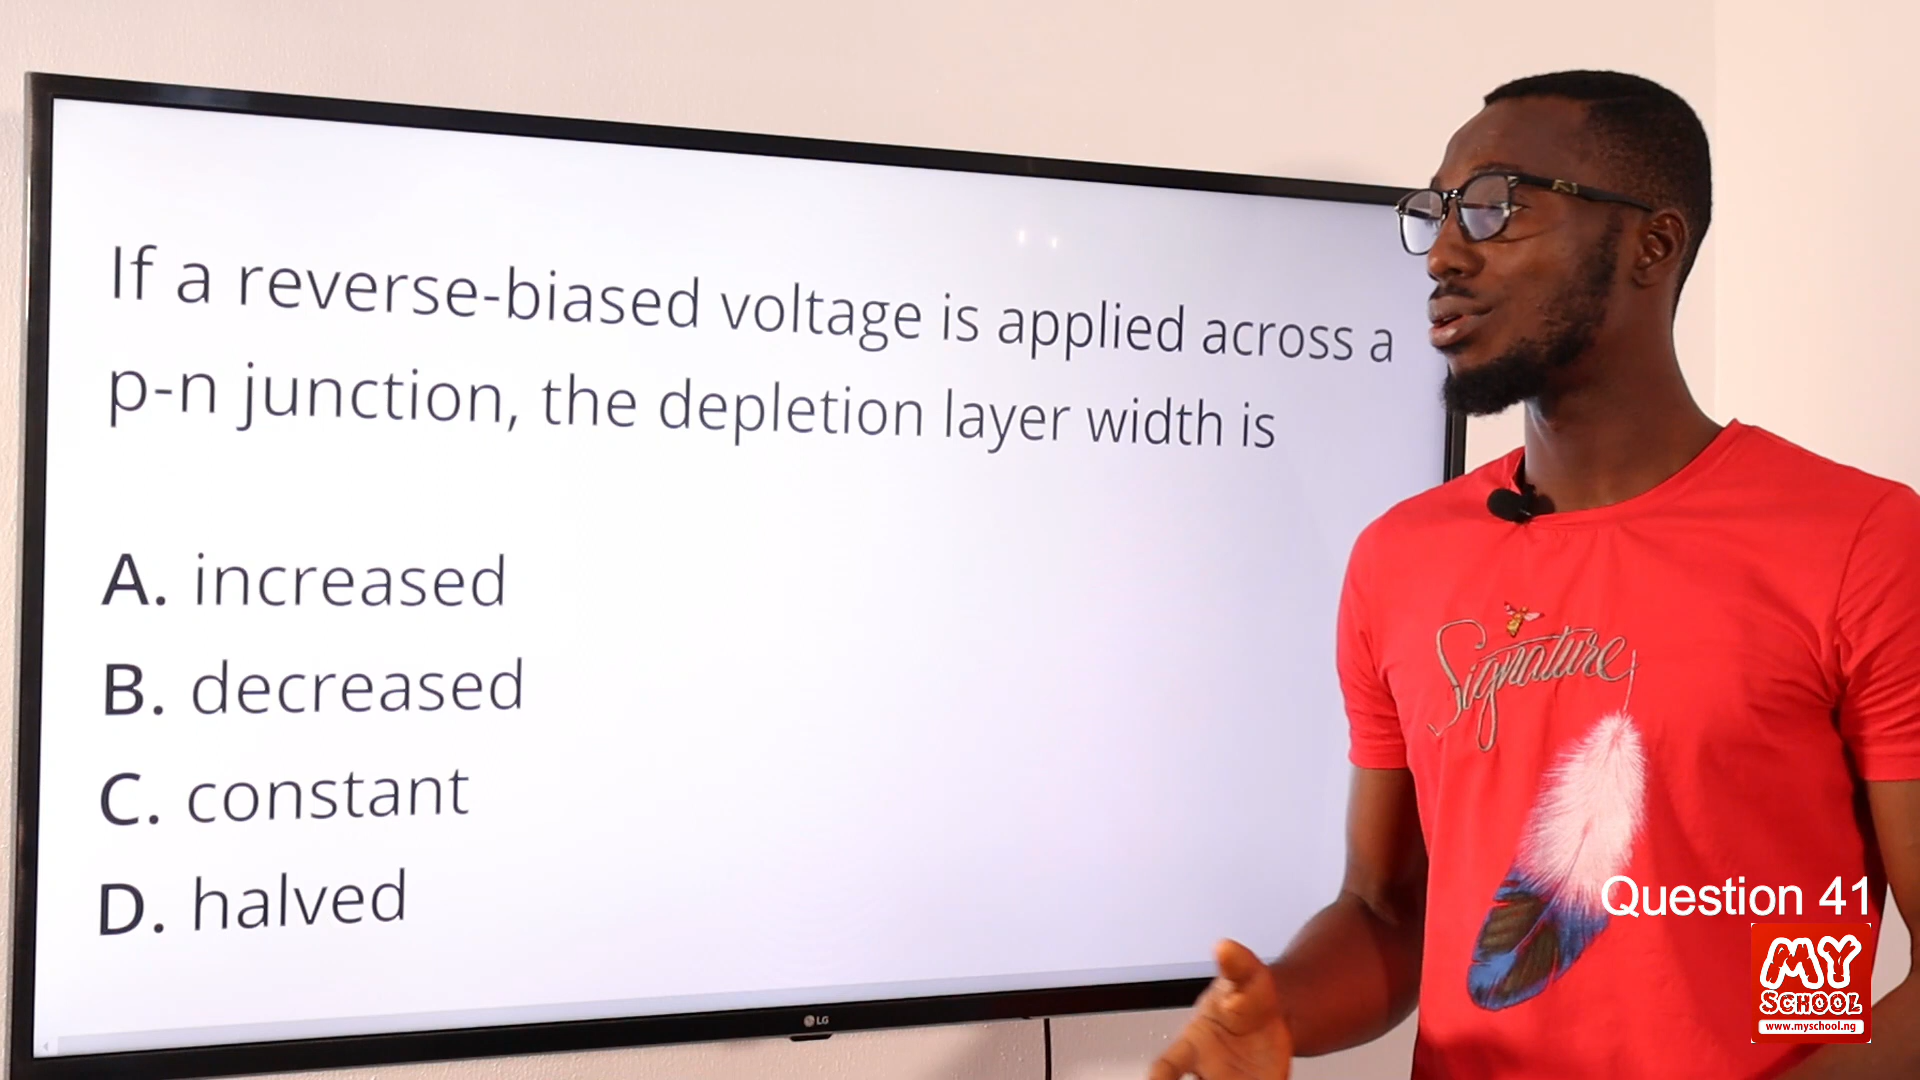 If a reverse-biased voltage is applied across a
p-n junction, the depletion layer width is
A. increased
B. decreased
C. constant
D. halved
LG
Signature
Question 41
MY
SCHOOL
www.myschool.ng